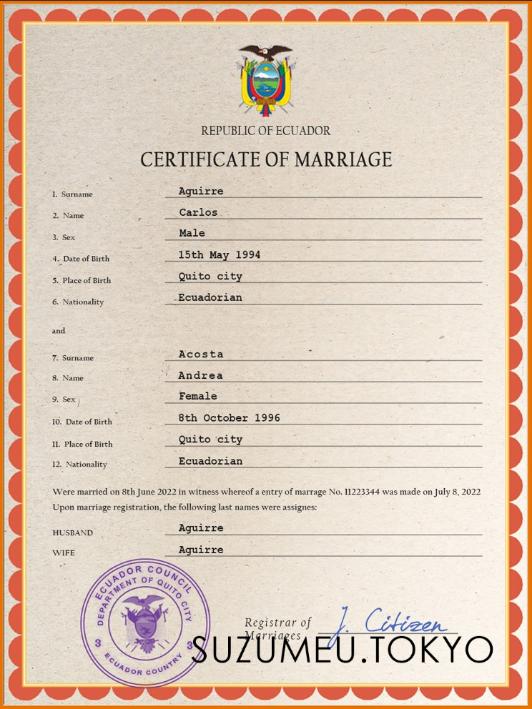 REPUBLIC OF ECUADOR
CERTIFICATE OF MARRIAGE
1. Surname Aguirre
2. Name Carlos
3. Sex Male
4. Date of Birth 15th May 1994
5. Place of Birth Quito city
6. Nationality Ecuadorian
and
7. Surname Acosta
8. Name Andrea
9. Sex Female
10. Date of Birth 8th October 1996
11. Place of Birth Quito city
12. Nationality Ecuadorian
Were married on 8th June 2022 in witness whereof a entry of marrage No. 11223344 was made on July 8, 2022
Upon marriage registration, the following last names were assignes:
HUSBAND Aguirre
WIFE Aguirre
ECUADOR COUNCIL
DEPARTMENT OF QUITO CITY
3 3
ECUADOR COUNTRY
Registrar of J. Citizen
Marriages
SUZUMEU.TOKYO